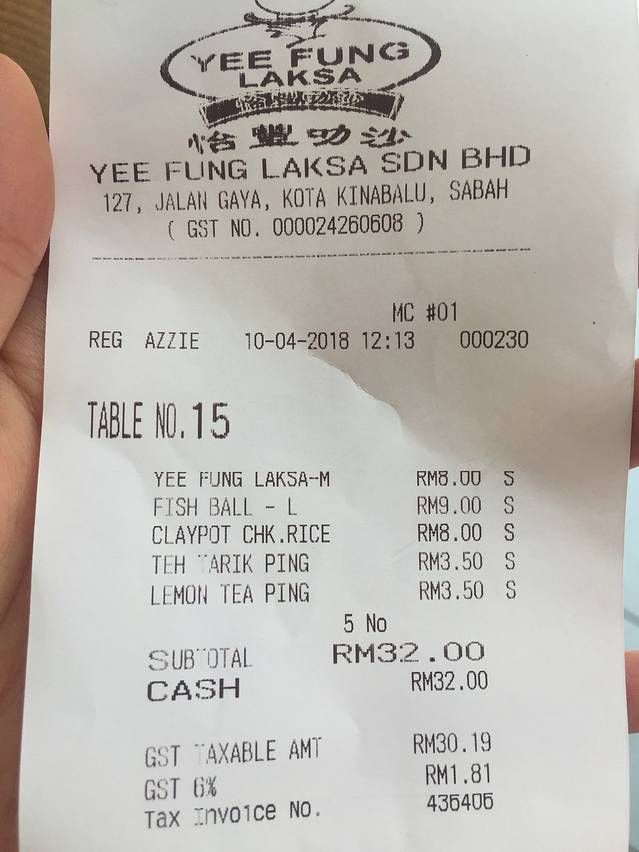 YEE FUNG
LAKSA
怡豐叻沙
怡豐叻沙
YEE FUNG LAKSA SDN BHD
127, JALAN GAYA, KOTA KINABALU, SABAH
( GST NO. 000024260608 )
MC #01
REG AZZIE 10-04-2018 12:13 000230
TABLE NO.15
YEE FUNG LAKSA-M RM8.00 S
FISH BALL - L RM9.00 S
CLAYPOT CHK.RICE RM8.00 S
TEH TARIK PING RM3.50 S
LEMON TEA PING RM3.50 S
5 No
SUBTOTAL RM32.00
CASH RM32.00
GST TAXABLE AMT RM30.19
GST 6% RM1.81
Tax Invoice No. 436406